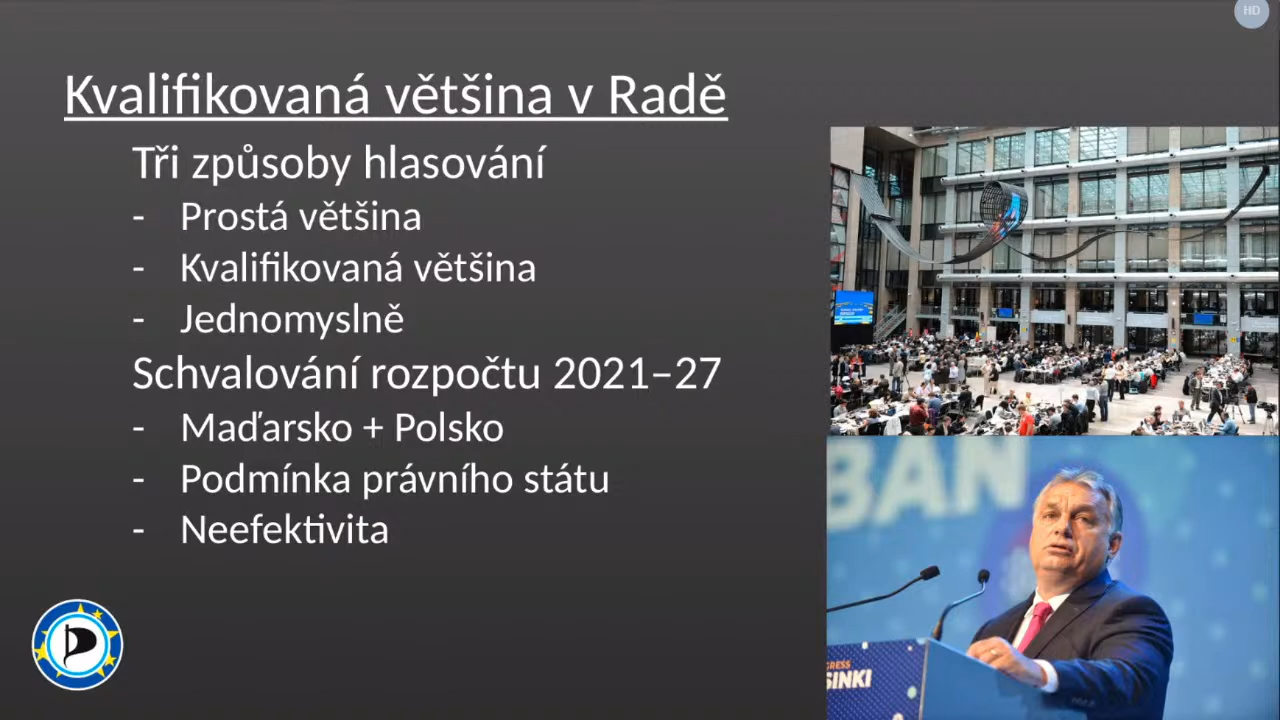 HD
Kvalifikovaná většina v Radě
Tři způsoby hlasování
- Prostá většina
- Kvalifikovaná většina
- Jednomyslně
Schvalování rozpočtu 2021–27
- Maďarsko + Polsko
- Podmínka právního státu
- Neefektivita
BAN
GRESS
SINKI